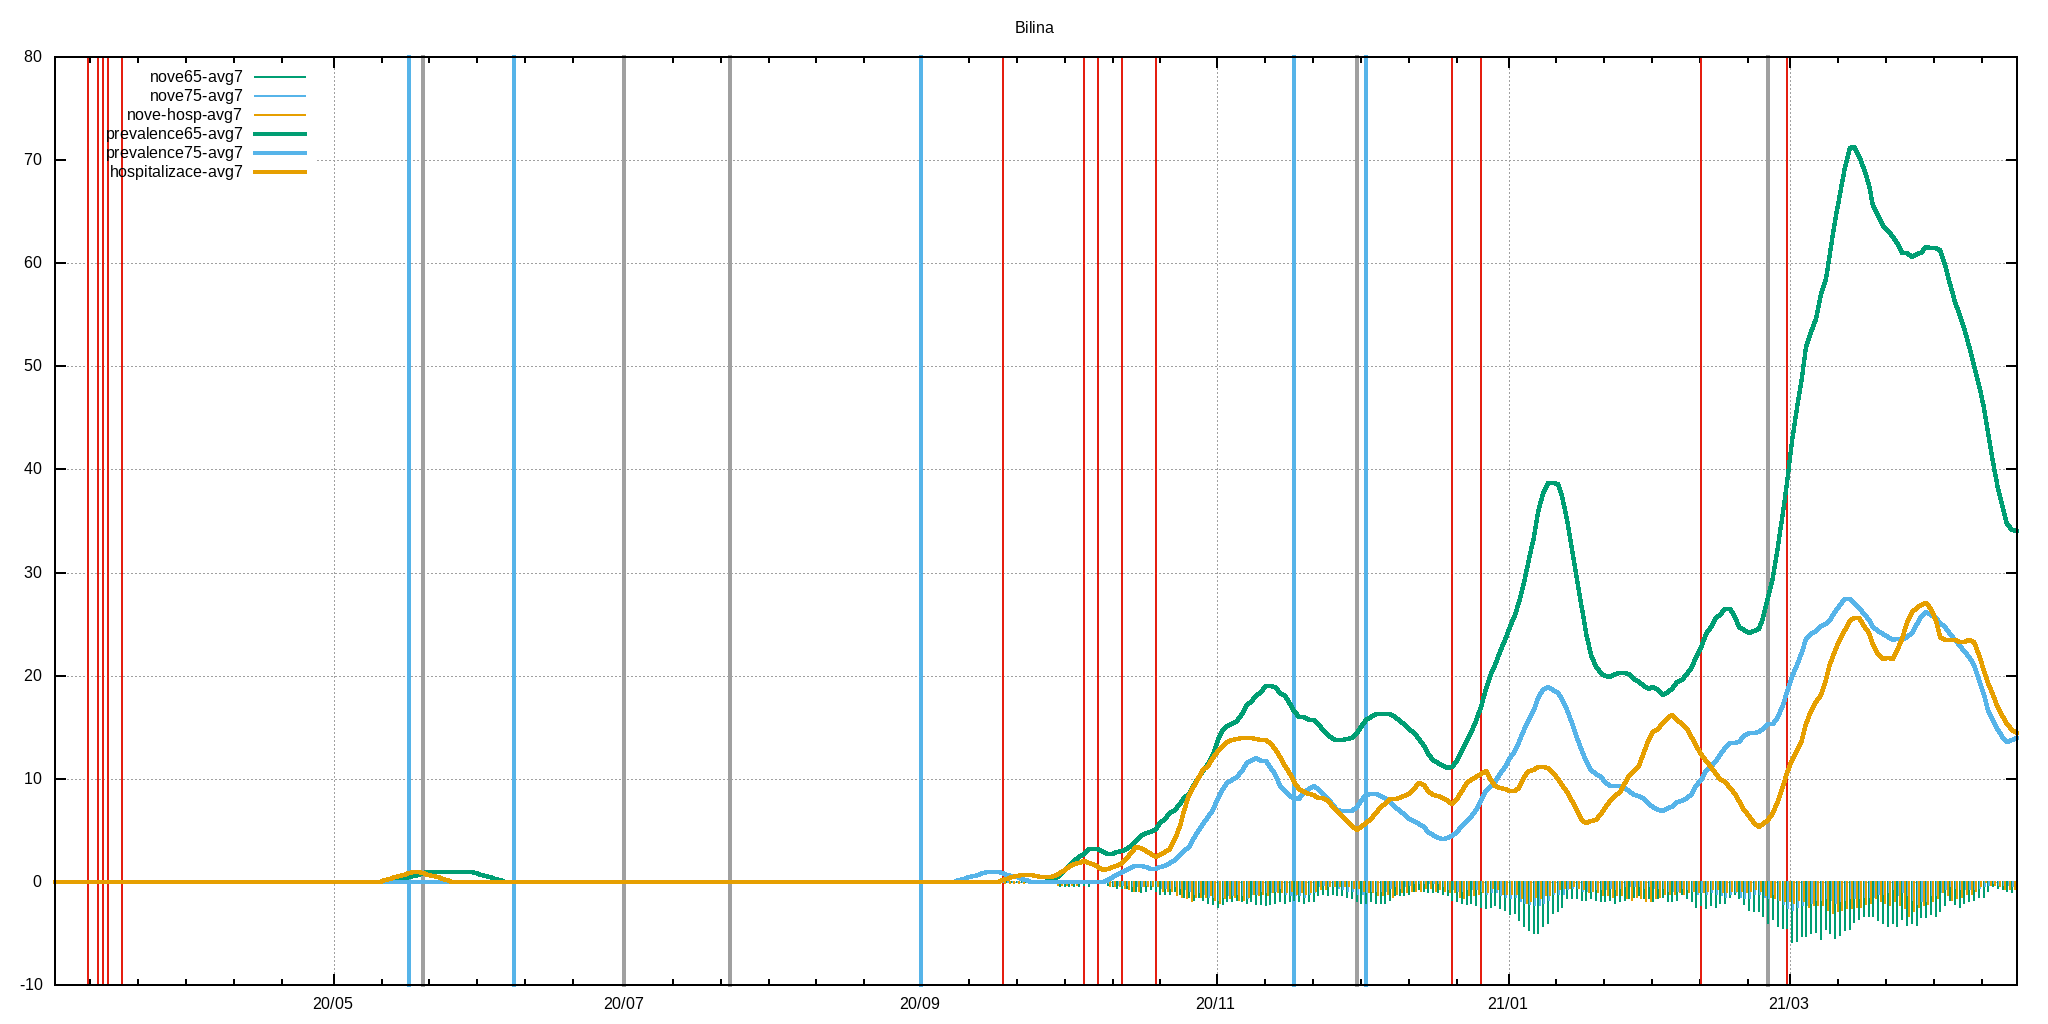 Bilina
80
70
60
50
40
30
20
10
0
-10
nove65-avg7
nove75-avg7
nove-hosp-avg7
prevalence65-avg7
prevalence75-avg7
hospitalizace-avg7
20/05 20/07 20/09 20/11 21/01 21/03